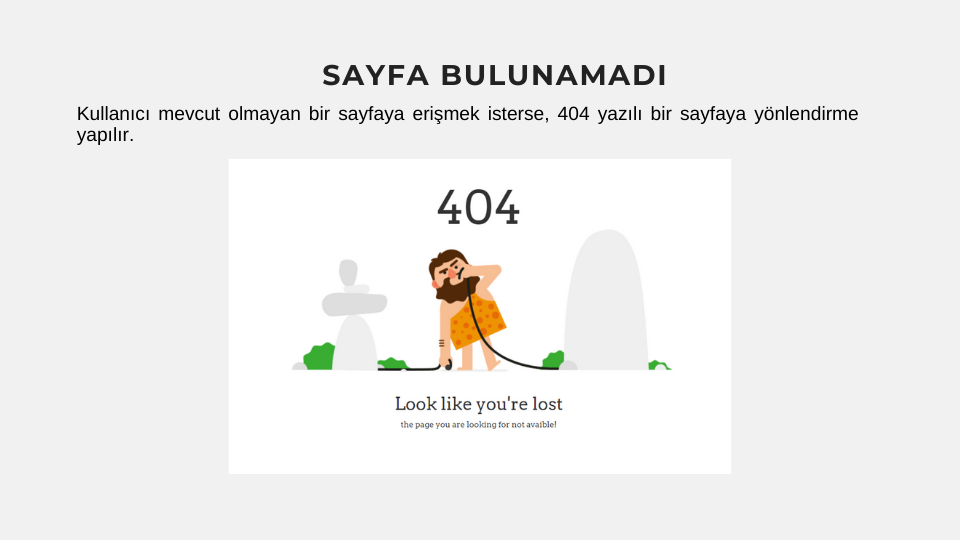 SAYFA BULUNAMADI
Kullanıcı mevcut olmayan bir sayfaya erişmek isterse, 404 yazılı bir sayfaya yönlendirme
yapılır.
404
Look like you're lost
the page you are looking for not avaible!